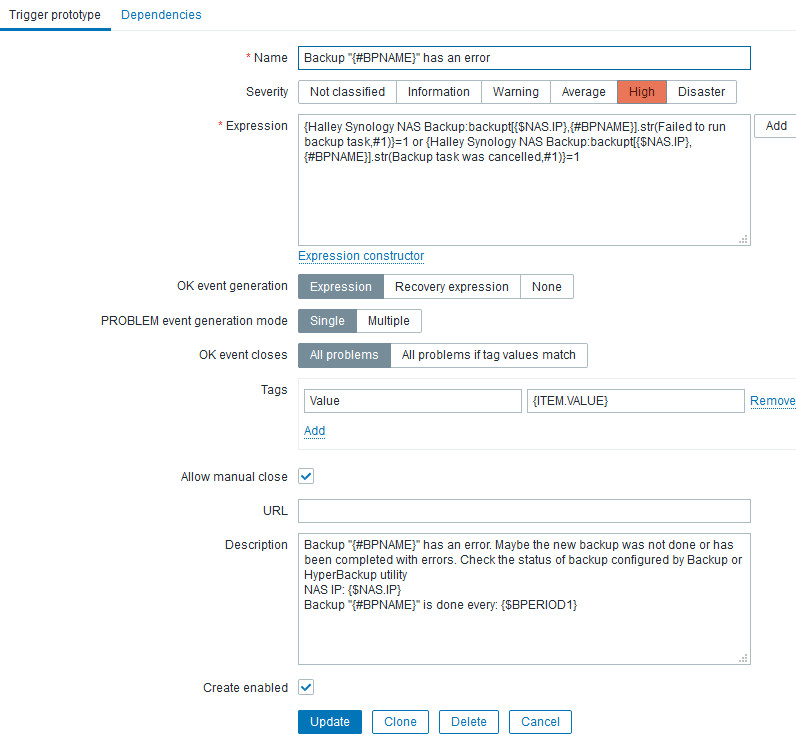 Trigger prototype Dependencies
* Name Backup "{#BPNAME}" has an error
Severity Not classified Information Warning Average High Disaster
* Expression {Halley Synology NAS Backup:backupt[{$NAS.IP},{#BPNAME}].str(Failed to run Add
backup task,#1)}=1 or {Halley Synology NAS Backup:backupt[{$NAS.IP},
{#BPNAME}].str(Backup task was cancelled,#1)}=1
Expression constructor
OK event generation Expression Recovery expression None
PROBLEM event generation mode Single Multiple
OK event closes All problems All problems if tag values match
Tags
Value {ITEM.VALUE} Remove
Add
Allow manual close
URL
Description Backup "{#BPNAME}" has an error. Maybe the new backup was not done or has
been completed with errors. Check the status of backup configured by Backup or
HyperBackup utility
NAS IP: {$NAS.IP}
Backup "{#BPNAME}" is done every: {$BPERIOD1}
Create enabled
Update Clone Delete Cancel